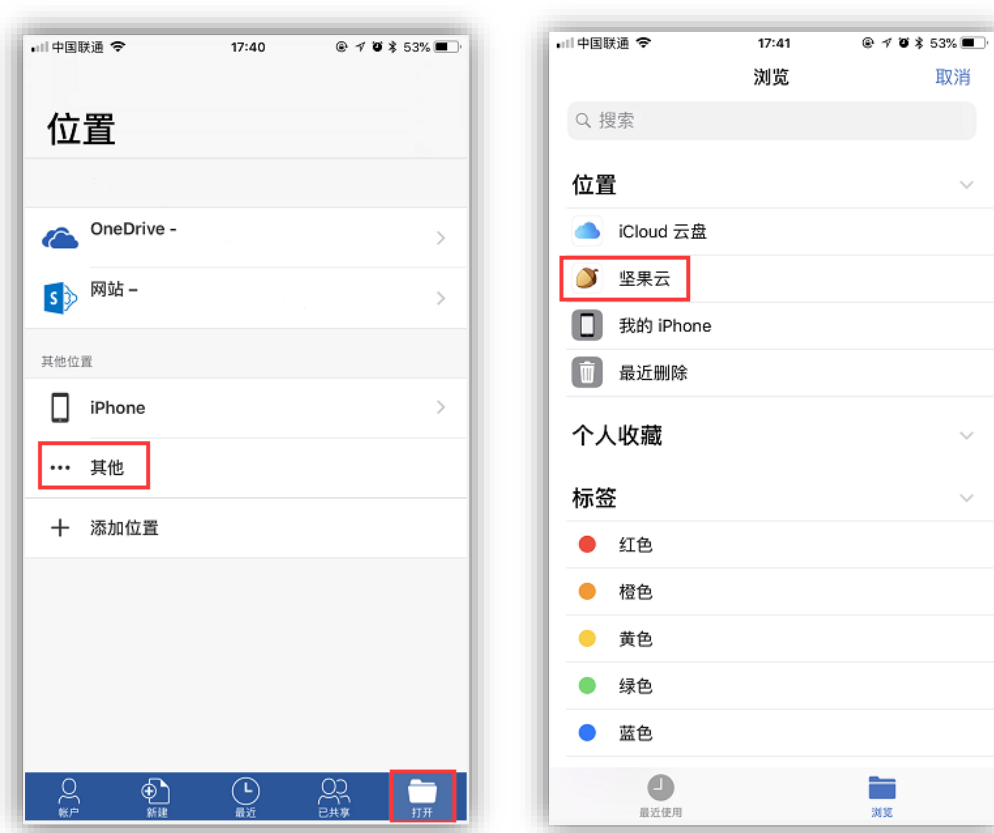 中国联通 17:40 53%
位置
OneDrive -
网站 –
其他位置
iPhone
••• 其他
+ 添加位置
帐户 新建 最近 已共享 打开
中国联通 17:41 53%
浏览 取消
搜索
位置
iCloud 云盘
坚果云
我的 iPhone
最近删除
个人收藏
标签
红色
橙色
黄色
绿色
蓝色
最近使用 浏览